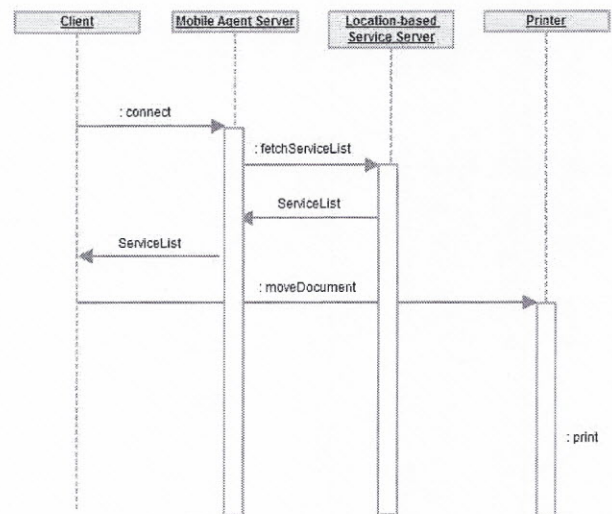 Client
Mobile Agent Server
Location-based
Service Server
Printer
: connect
: fetchServiceList
ServiceList
ServiceList
: moveDocument
: print